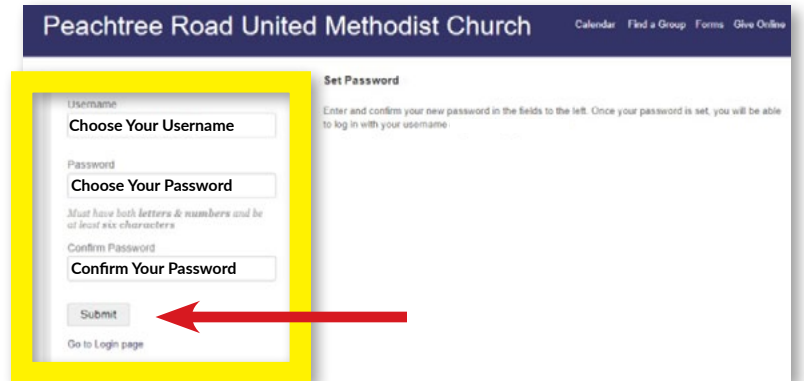 Peachtree Road United Methodist Church
Calendar Find a Group Forms Give Online
Set Password
Enter and confirm your new password in the fields to the left. Once your password is set, you will be able
to log in with your username
Username
Choose Your Username
Password
Choose Your Password
Must have both letters & numbers and be
at least six characters
Confirm Password
Confirm Your Password
Submit
Go to Login page